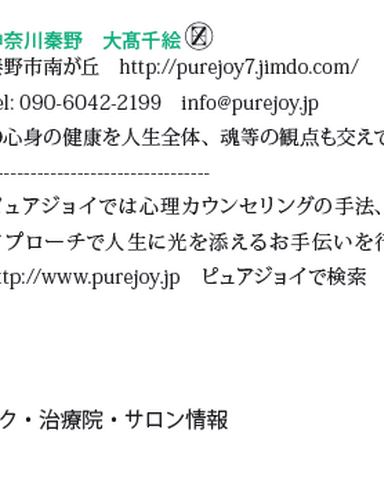 神奈川秦野　大髙千絵
秦野市南が丘　http://purejoy7.jimdo.com/
el: 090-6042-2199　info@purejoy.jp
心身の健康を人生全体、魂等の観点も交えて
-------------------------------
ピュアジョイでは心理カウンセリングの手法、
アプローチで人生に光を添えるお手伝いを行
ttp://www.purejoy.jp　ピュアジョイで検索
ク・治療院・サロン情報